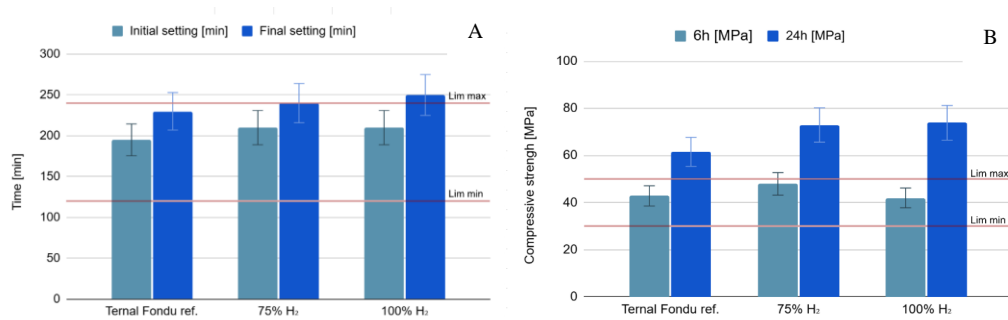 Initial setting [min] Final setting [min] A
300
250
200
150
100
50
0
Time [min]
Lim max
Lim min
Ternal Fondu ref. 75% H₂ 100% H₂
6h [MPa] 24h [MPa] B
100
80
60
40
20
0
Compressive strengh [MPa]
Lim max
Lim min
Ternal Fondu ref. 75% H₂ 100% H₂